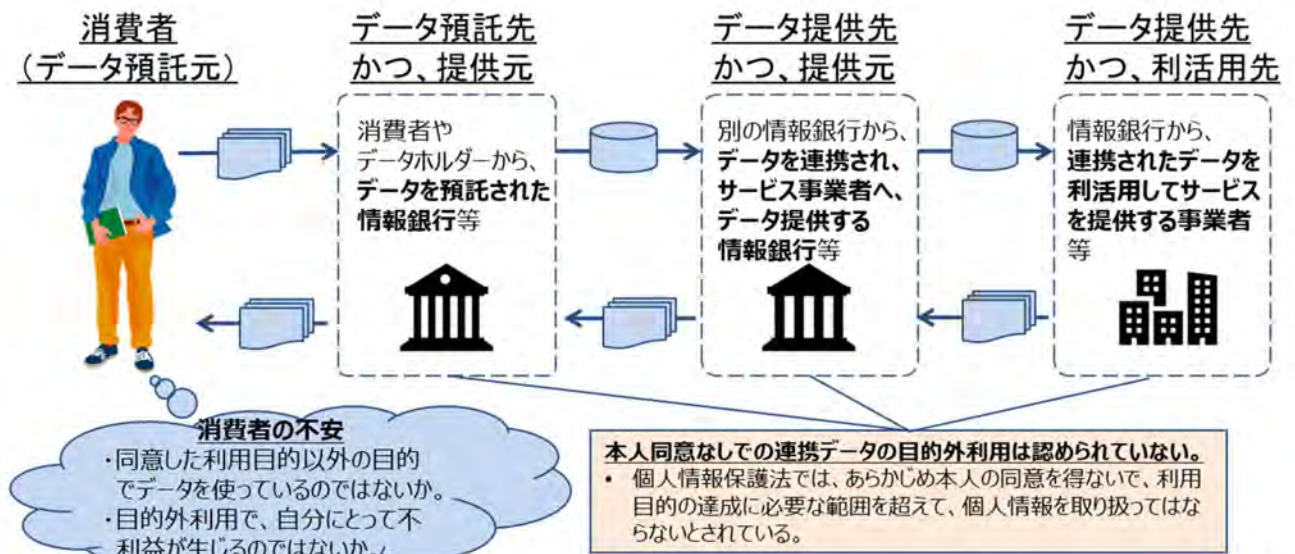 消費者
（データ預託元）
データ預託先
かつ、提供元
データ提供先
かつ、提供元
データ提供先
かつ、利活用先
消費者や
データホルダーから、
データを預託された
情報銀行等
別の情報銀行から、
データを連携され、
サービス事業者へ、
データ提供する
情報銀行等
情報銀行から、
連携されたデータを
利活用してサービス
を提供する事業者
等
消費者の不安
・同意した利用目的以外の目的
でデータを使っているのではないか。
・目的外利用で、自分にとって不
利益が生じるのではないか。
本人同意なしでの連携データの目的外利用は認められていない。
• 個人情報保護法では、あらかじめ本人の同意を得ないで、利用
目的の達成に必要な範囲を超えて、個人情報を取り扱ってはな
らないとされている。